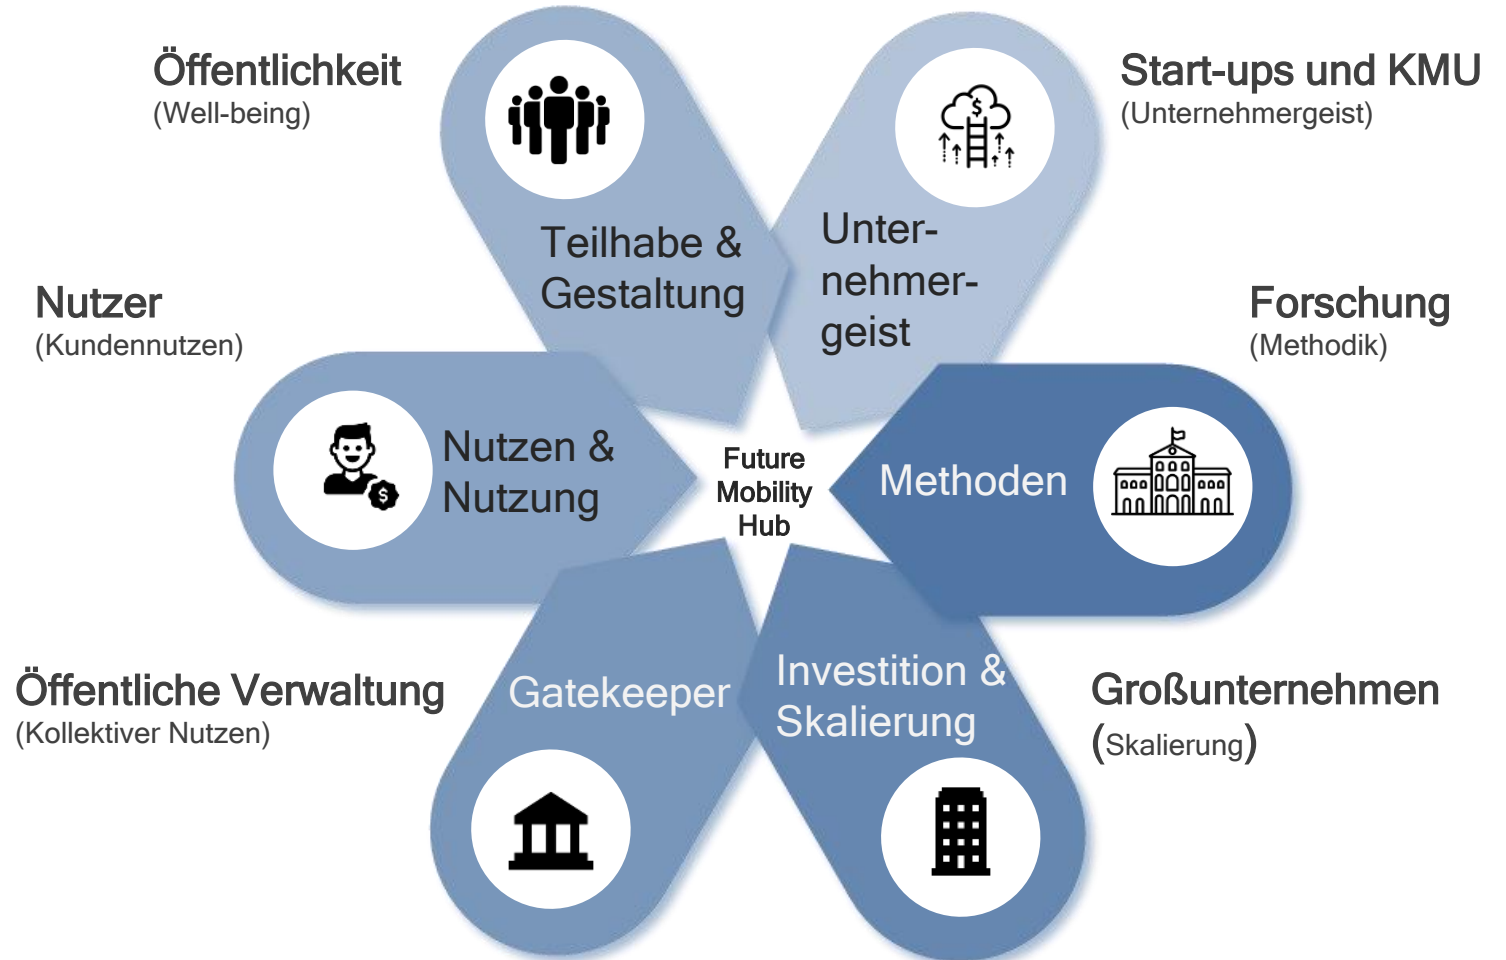 Öffentlichkeit
(Well-being)
Start-ups und KMU
(Unternehmergeist)
Teilhabe &
Gestaltung
Unter-
nehmer-
geist
$
Nutzer
(Kundennutzen)
Forschung
(Methodik)
Nutzen &
Nutzung
$
Future
Mobility
Hub
Methoden
Öffentliche Verwaltung
(Kollektiver Nutzen)
Gatekeeper
Investition &
Skalierung
Großunternehmen
(Skalierung)